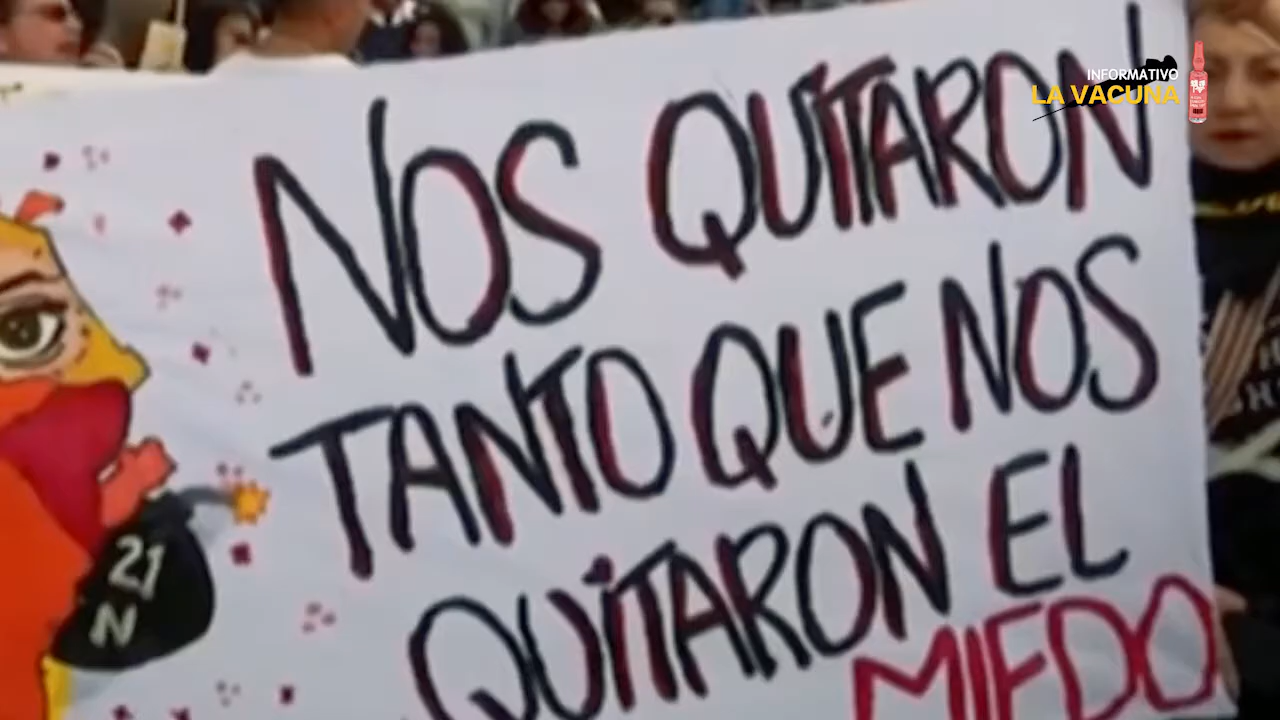 INFORMATIVO
LA VACUNA
NOS QUITARON
TANTO QUE NOS
QUITARON EL
MIEDO
21
N